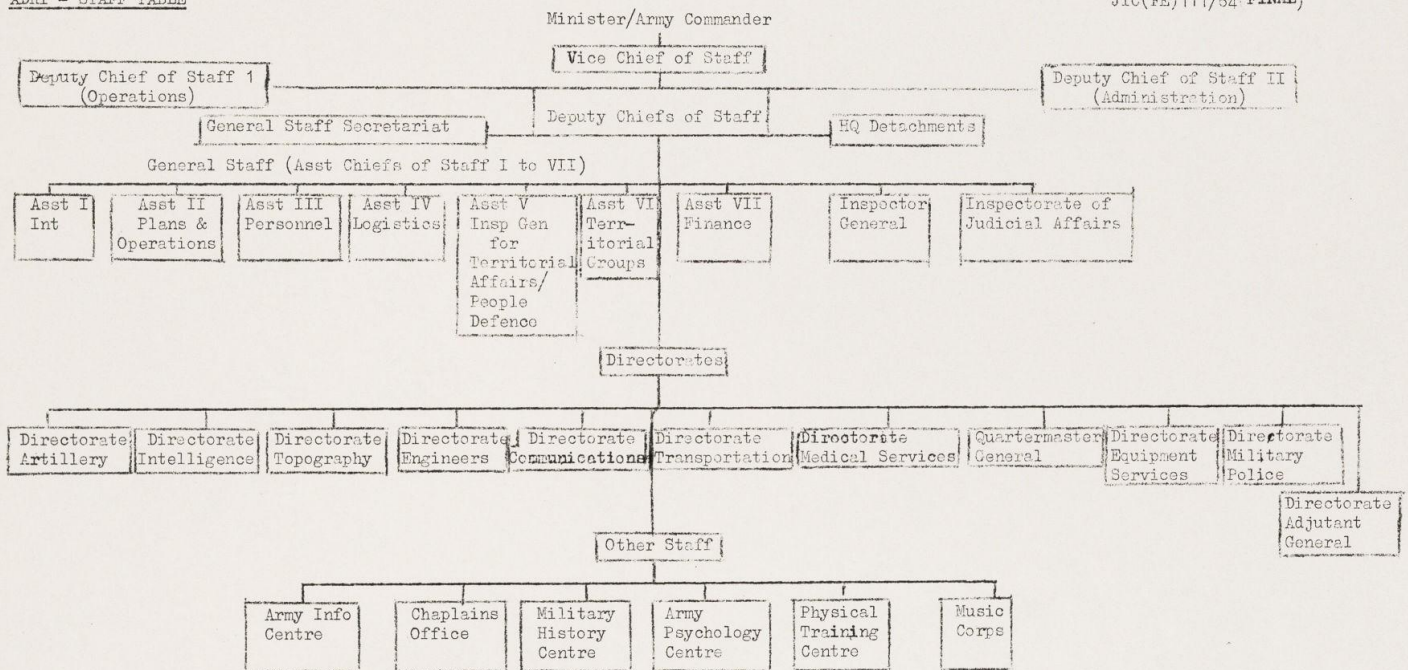 ADRI - STAFF TABLE
JIC(FE)111/64 FINAL)
Minister/Army Commander
Vice Chief of Staff
Deputy Chief of Staff 1
(Operations)
Deputy Chief of Staff II
(Administration)
Deputy Chiefs of Staff
General Staff Secretariat
HQ Detachments
General Staff (Asst Chiefs of Staff I to VII)
Asst I
Int
Asst II
Plans &
Operations
Asst III
Personnel
Asst IV
Logistics
Asst V
Insp Gen
for
Territorial
Affairs/
People
Defence
Asst VI
Terr-
itorial
Groups
Asst VII
Finance
Inspector
General
Inspectorate of
Judicial Affairs
Directorates
Directorate
Artillery
Directorate
Intelligence
Directorate
Topography
Directorate
Engineers
Directorate
Communications
Directorate
Transportation
Directorate
Medical Services
Quartermaster
General
Directorate
Equipment
Services
Directorate
Military
Police
Directorate
Adjutant
General
Other Staff
Army Info
Centre
Chaplains
Office
Military
History
Centre
Army
Psychology
Centre
Physical
Training
Centre
Music
Corps